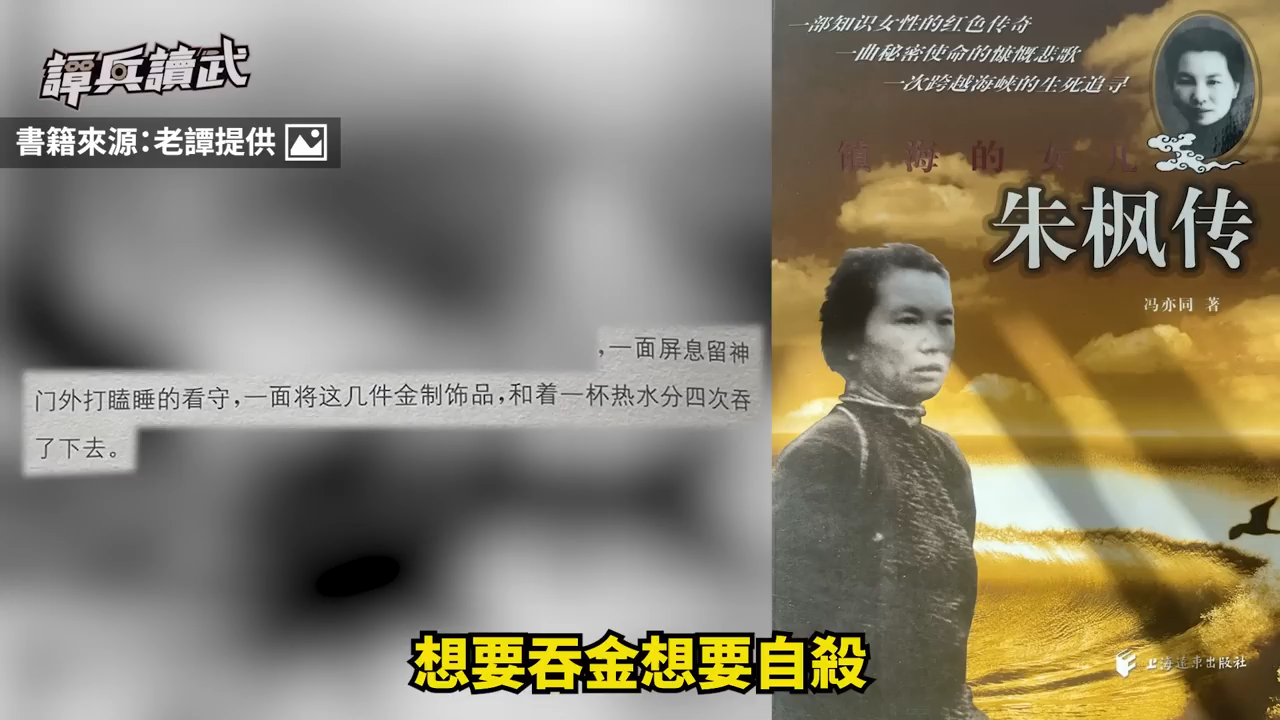 譚兵讀武
書籍來源：老譚提供
，一面屏息留神
门外打瞌睡的看守，一面将这几件金制饰品，和着一杯热水分四次吞
了下去。
一部知识女性的红色传奇
一曲秘密使命的慷慨悲歌
一次跨越海峡的生死追寻
镇海的女儿
朱枫传
冯亦同 著
上海远东出版社
想要吞金想要自殺